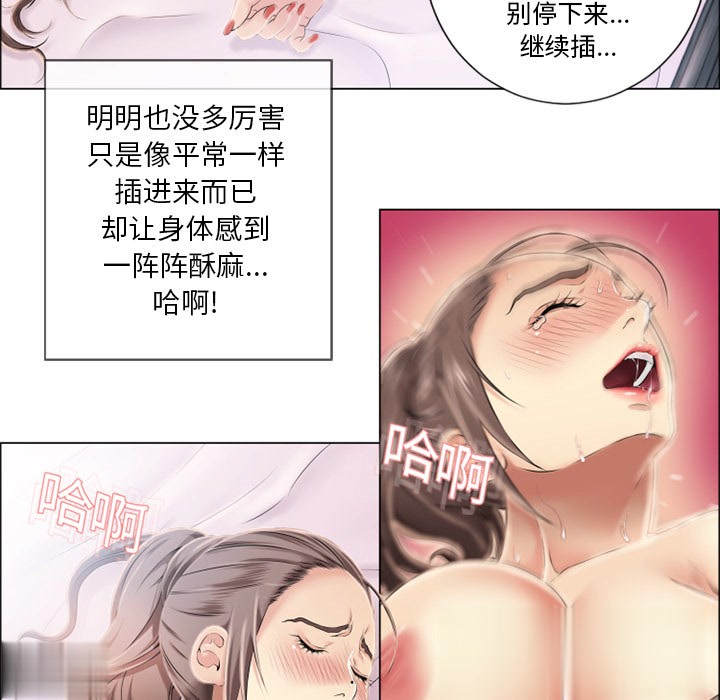 别停下来...
继续插...
明明也没多厉害
只是像平常一样
插进来而已
却让身体感到
一阵阵酥麻...
哈啊!
哈啊
哈啊